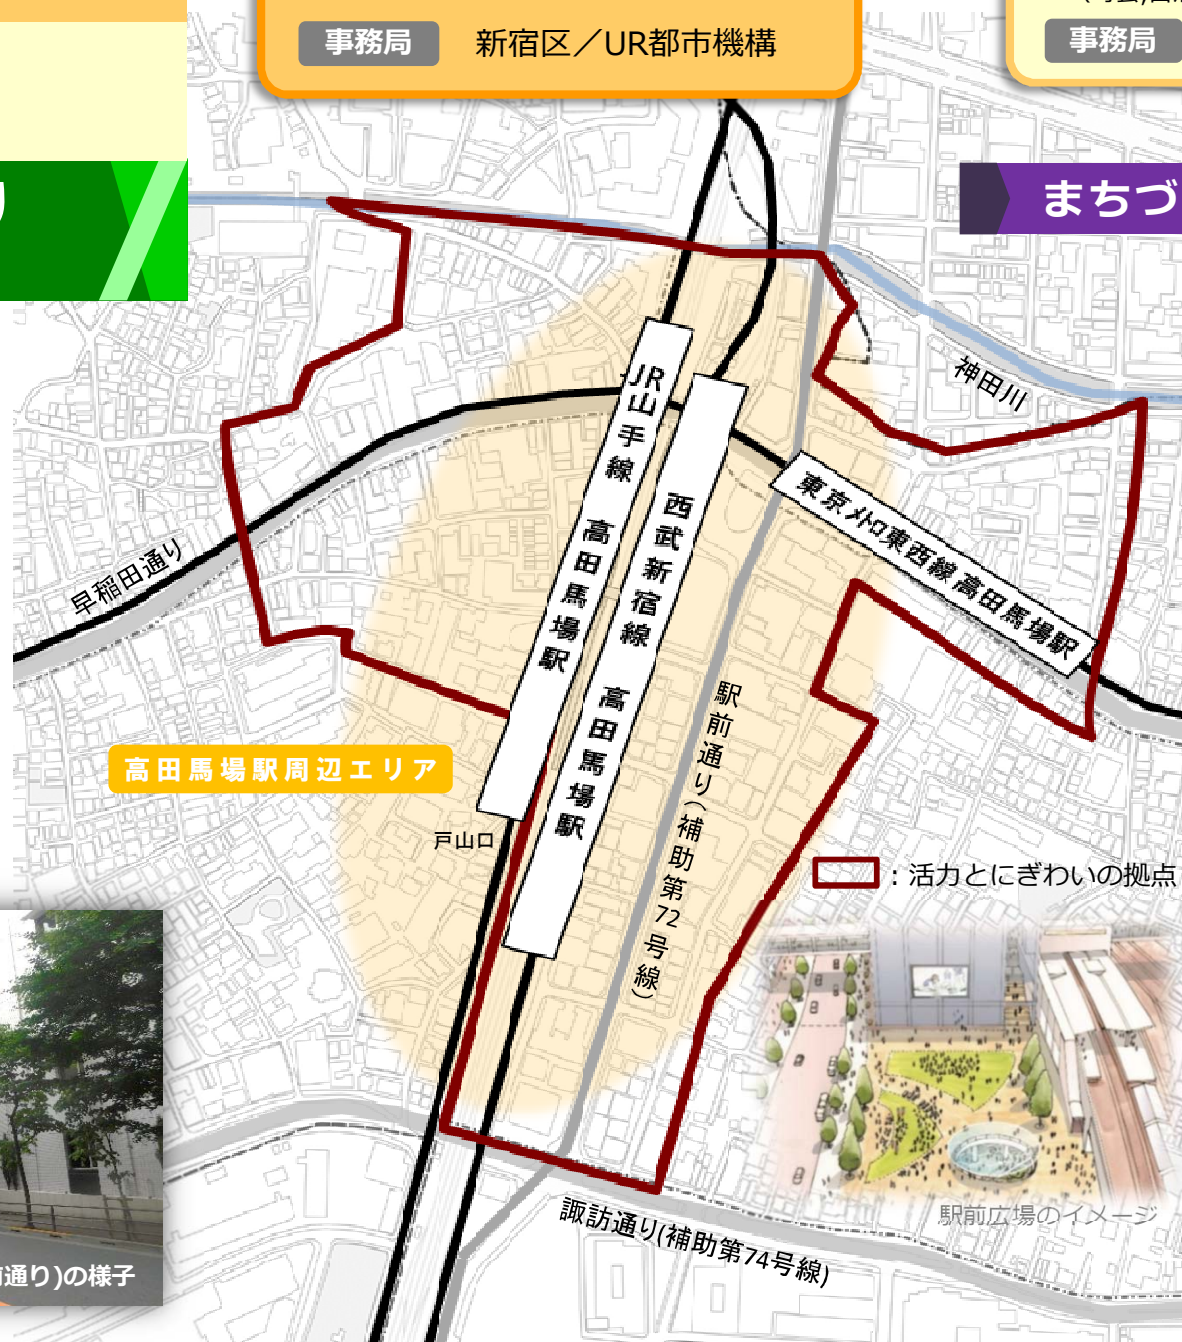 事務局 新宿区／UR都市機構
事務局
まちづ
神田川
JR山手線 高田馬場駅
西武新宿線 高田馬場駅
東京メトロ東西線高田馬場駅
早稲田通り
駅前通り(補助第72号線)
高田馬場駅周辺エリア
戸山口
：活力とにぎわいの拠点
駅前広場のイメージ
諏訪通り(補助第74号線)
前通り)の様子